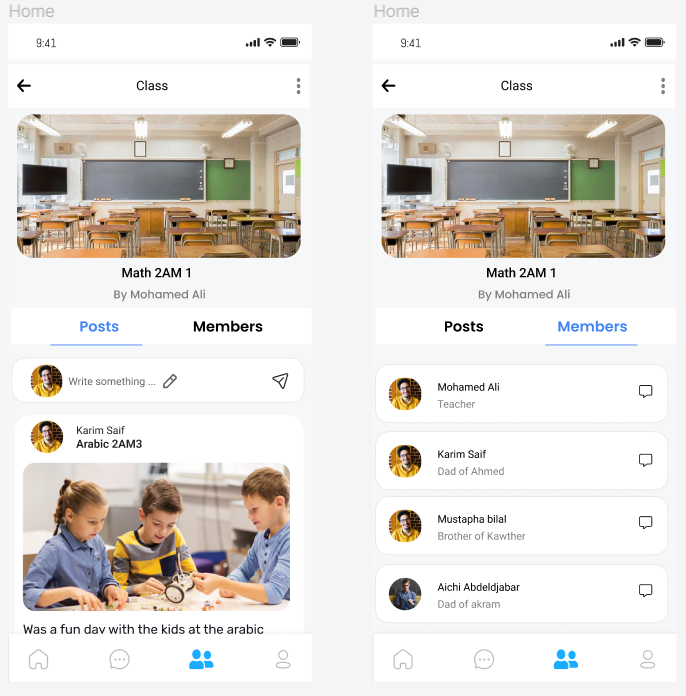 Home
9:41
Class
Math 2AM 1
By Mohamed Ali
Posts
Members
Write something ...
Karim Saif
Arabic 2AM3
Was a fun day with the kids at the arabic
Home
9:41
Class
Math 2AM 1
By Mohamed Ali
Posts
Members
Mohamed Ali
Teacher
Karim Saif
Dad of Ahmed
Mustapha bilal
Brother of Kawther
Aichi Abdeldjabar
Dad of akram